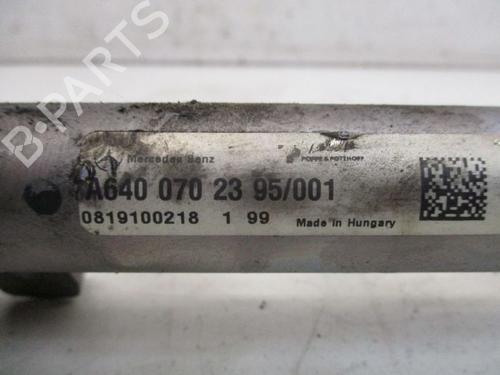 B-PARTS
Mercedes Benz
POPPE & POTTHOFF
A640 070 23 95/001
0819100218 1 99
Made in Hungary